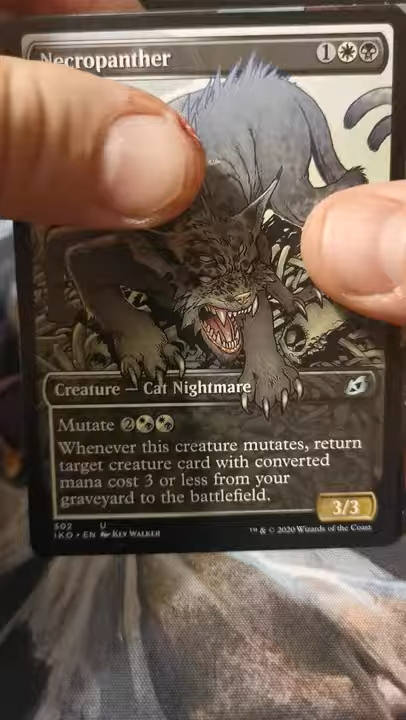 Necropanther 1
Creature — Cat Nightmare
Mutate 2
Whenever this creature mutates, return
target creature card with converted
mana cost 3 or less from your
graveyard to the battlefield.
3/3
302 U
IKO • EN Kev Walker
™ & © 2020 Wizards of the Coast